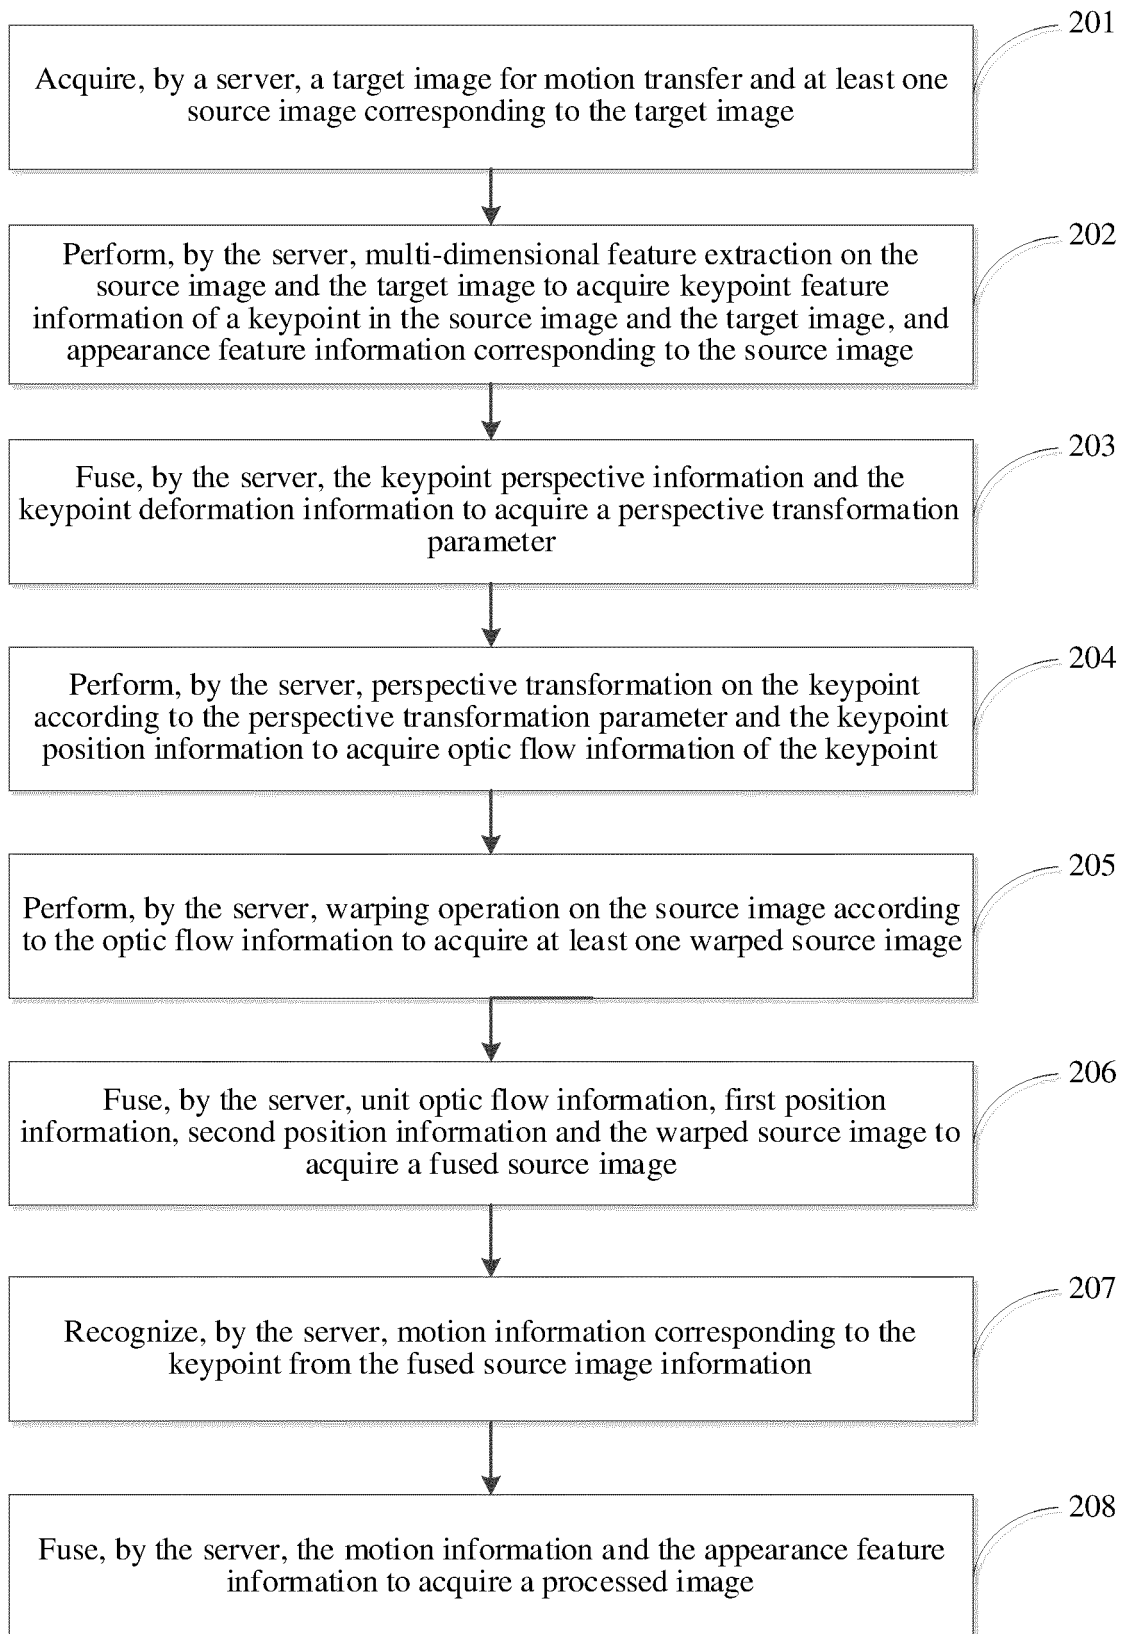 201
Acquire, by a server, a target image for motion transfer and at least one
source image corresponding to the target image
202
Perform, by the server, multi-dimensional feature extraction on the
source image and the target image to acquire keypoint feature
information of a keypoint in the source image and the target image, and
appearance feature information corresponding to the source image
203
Fuse, by the server, the keypoint perspective information and the
keypoint deformation information to acquire a perspective transformation
parameter
204
Perform, by the server, perspective transformation on the keypoint
according to the perspective transformation parameter and the keypoint
position information to acquire optic flow information of the keypoint
205
Perform, by the server, warping operation on the source image according
to the optic flow information to acquire at least one warped source image
206
Fuse, by the server, unit optic flow information, first position
information, second position information and the warped source image to
acquire a fused source image
207
Recognize, by the server, motion information corresponding to the
keypoint from the fused source image information
208
Fuse, by the server, the motion information and the appearance feature
information to acquire a processed image